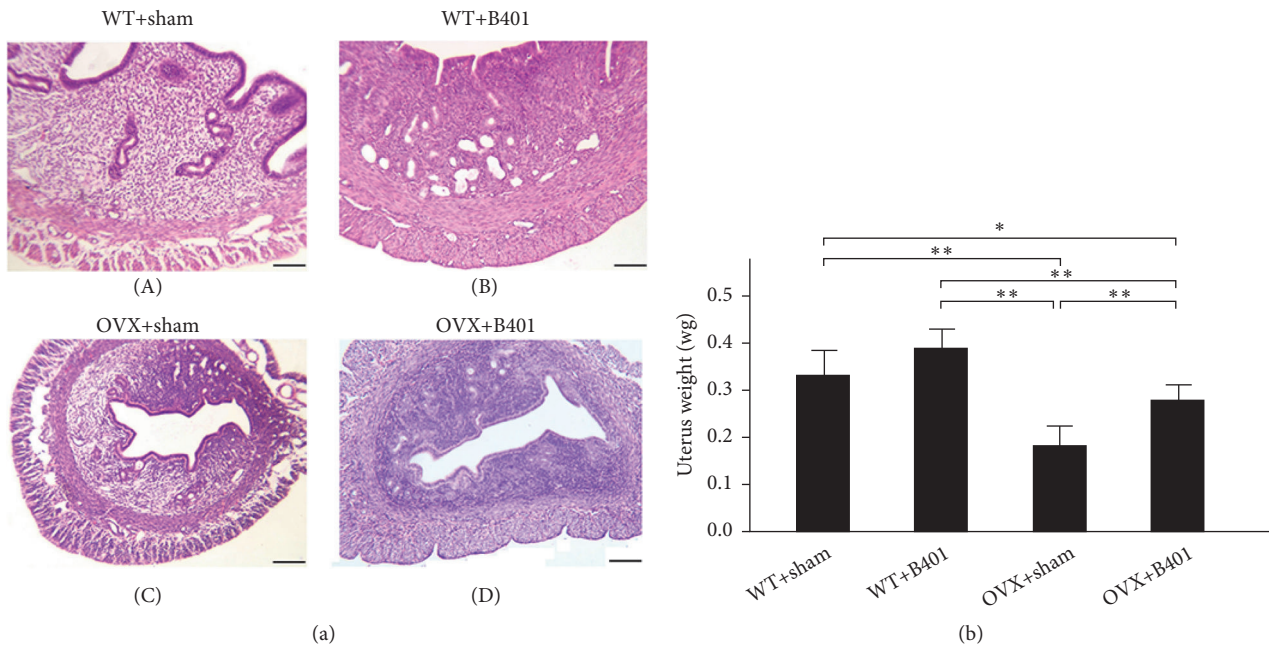 WT+sham
WT+B401
(A)
(B)
OVX+sham
OVX+B401
(C)
(D)
(a)
*
**
**
**
**
Uterus weight (wg)
0.5
0.4
0.3
0.2
0.1
0.0
WT+sham
WT+B401
OVX+sham
OVX+B401
(b)